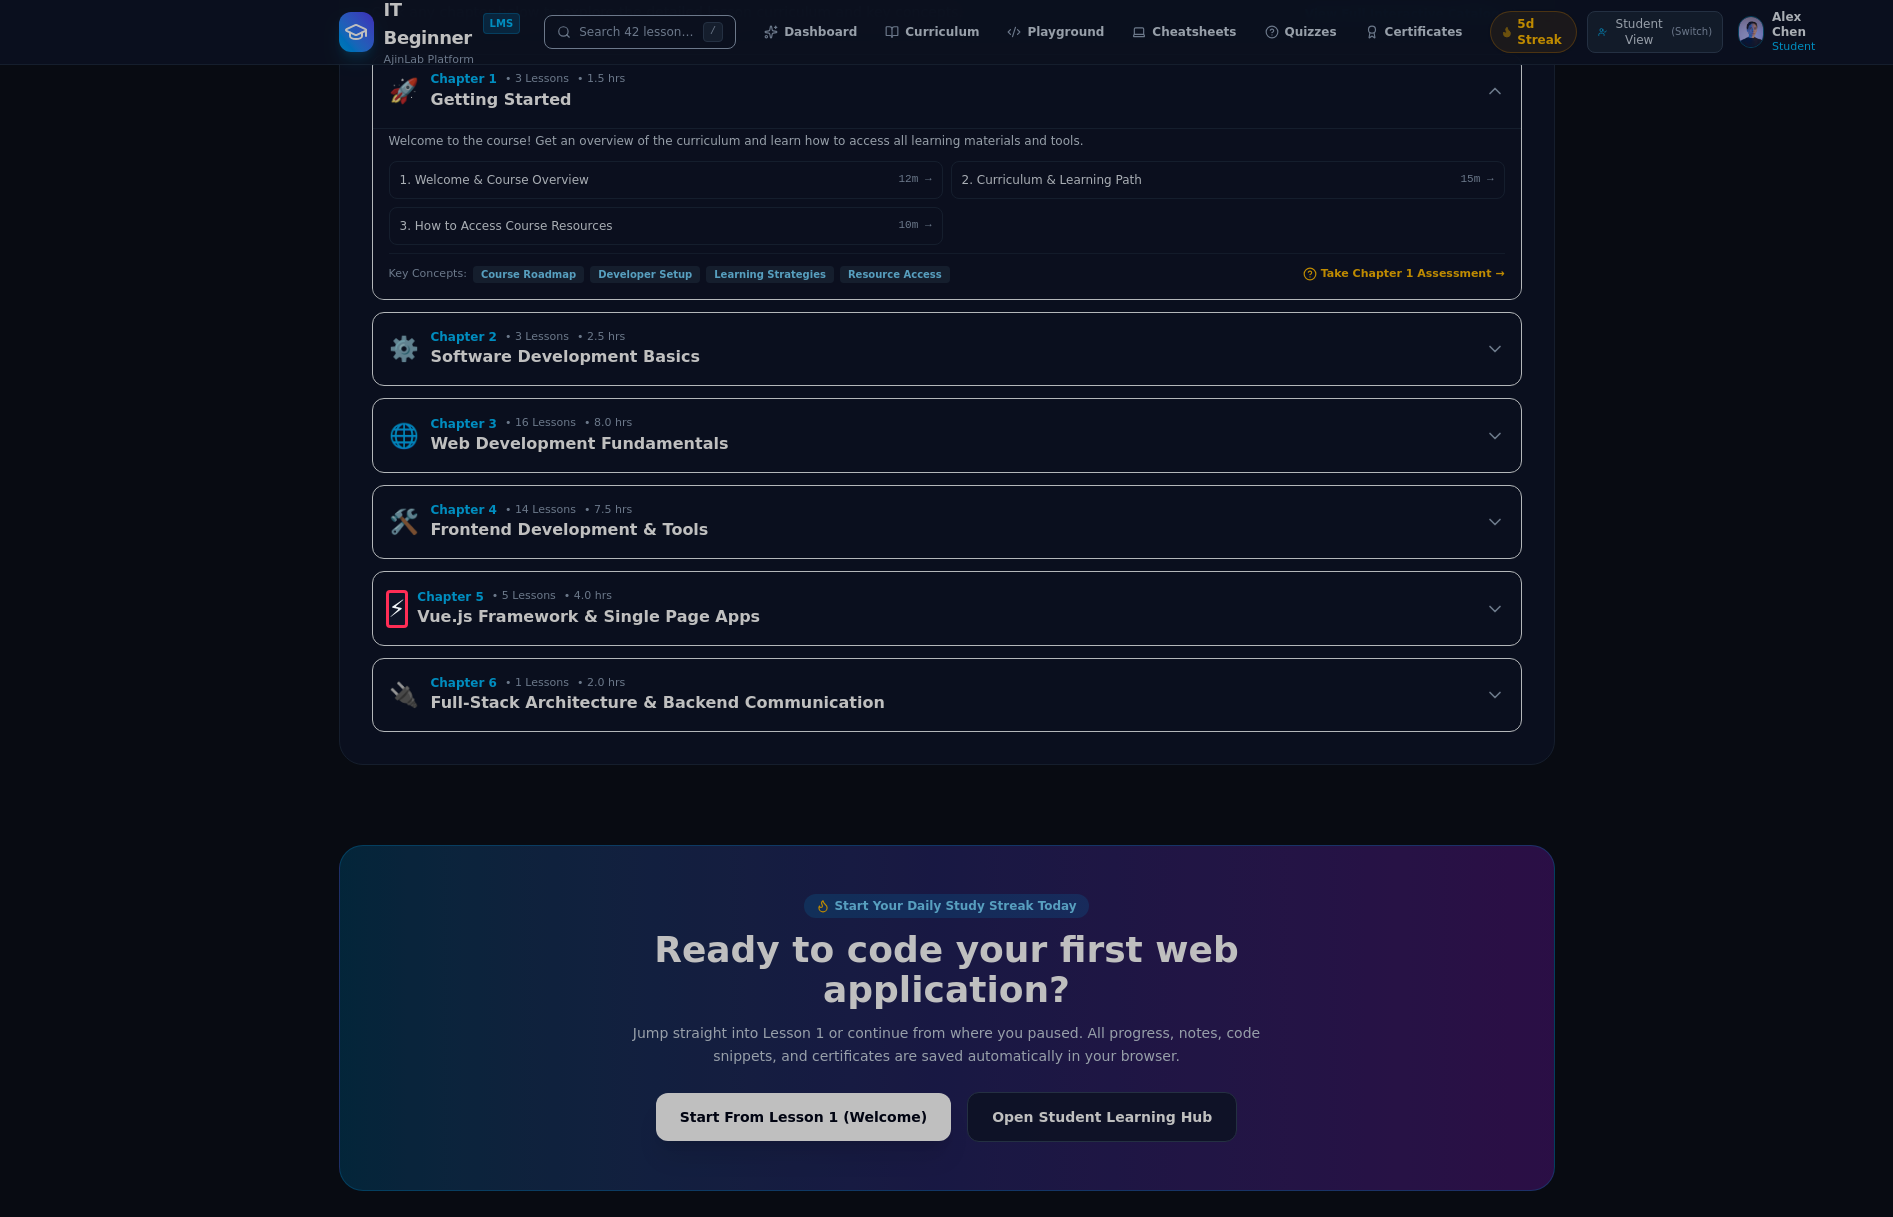 IT
Beginner
LMS
AjinLab Platform
Search 42 lesson...
/
Dashboard
Curriculum
Playground
Cheatsheets
Quizzes
Certificates
5d
Streak
Student
View
(Switch)
Alex
Chen
Student
Chapter 1 • 3 Lessons • 1.5 hrs
Getting Started
Welcome to the course! Get an overview of the curriculum and learn how to access all learning materials and tools.
1. Welcome & Course Overview 12m →
2. Curriculum & Learning Path 15m →
3. How to Access Course Resources 10m →
Key Concepts: Course Roadmap Developer Setup Learning Strategies Resource Access
Take Chapter 1 Assessment →
Chapter 2 • 3 Lessons • 2.5 hrs
Software Development Basics
Chapter 3 • 16 Lessons • 8.0 hrs
Web Development Fundamentals
Chapter 4 • 14 Lessons • 7.5 hrs
Frontend Development & Tools
Chapter 5 • 5 Lessons • 4.0 hrs
Vue.js Framework & Single Page Apps
Chapter 6 • 1 Lessons • 2.0 hrs
Full-Stack Architecture & Backend Communication
Start Your Daily Study Streak Today
Ready to code your first web
application?
Jump straight into Lesson 1 or continue from where you paused. All progress, notes, code
snippets, and certificates are saved automatically in your browser.
Start From Lesson 1 (Welcome)
Open Student Learning Hub